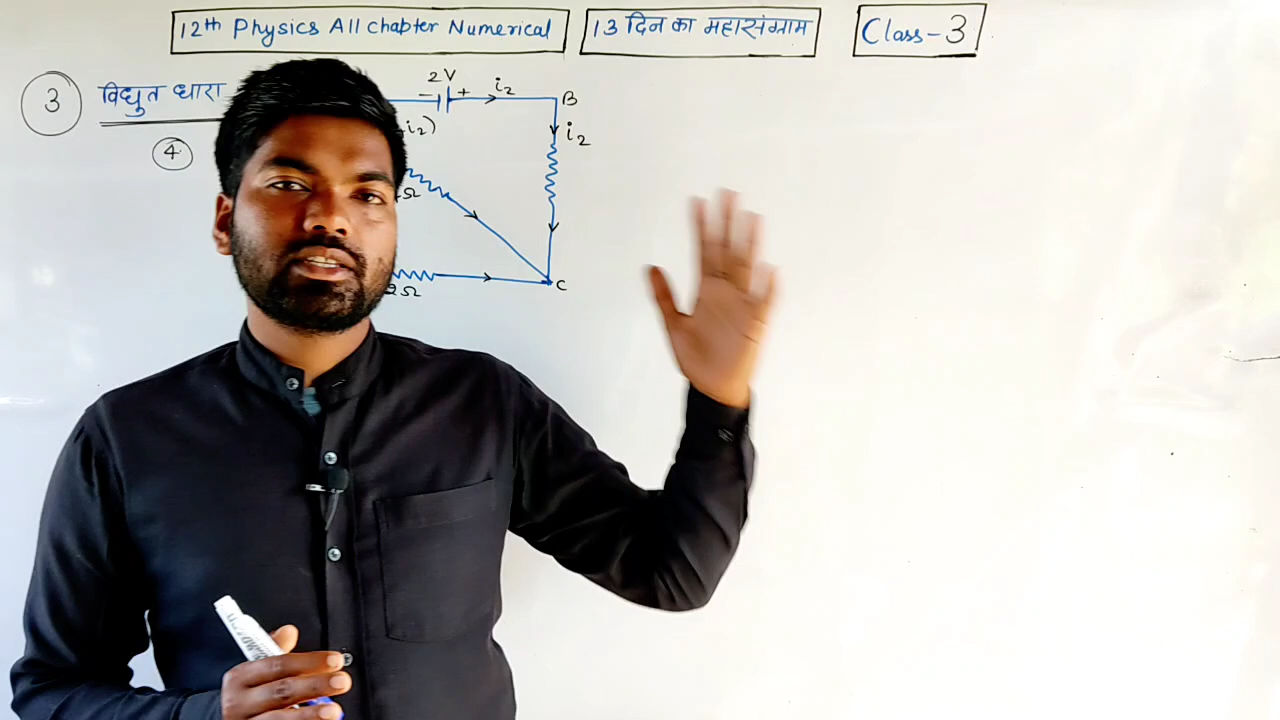 12th Physics All Chapter Numerical
13 दिन का महासंग्राम
Class-3
3
विद्युत धारा
4
2V
- +
i₂
B
i₂)
i₂
Ω
2Ω
C